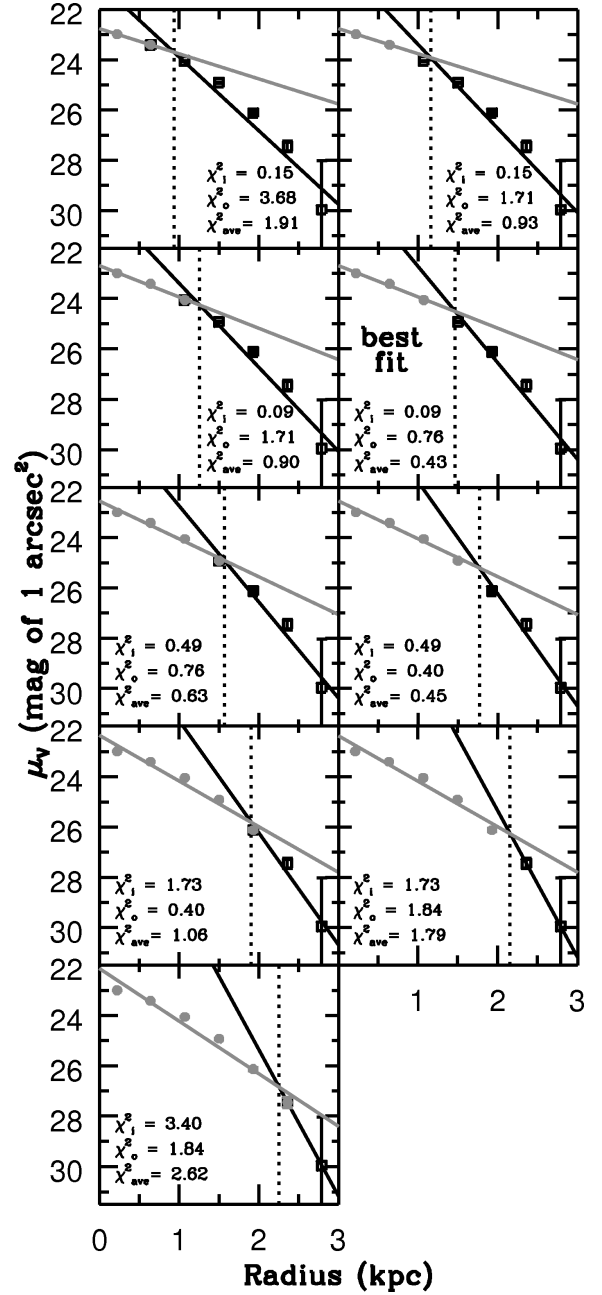 22
24
26
28
30
χ²i = 0.15
χ²o = 3.68
χ²ave = 1.91
χ²i = 0.15
χ²o = 1.71
χ²ave = 0.93
22
24
26
28
30
χ²i = 0.09
χ²o = 1.71
χ²ave = 0.90
best
fit
χ²i = 0.09
χ²o = 0.76
χ²ave = 0.43
μV (mag of 1 arcsec²)
22
24
26
28
30
χ²i = 0.49
χ²o = 0.76
χ²ave = 0.63
χ²i = 0.49
χ²o = 0.40
χ²ave = 0.45
22
24
26
28
30
χ²i = 1.73
χ²o = 0.40
χ²ave = 1.06
χ²i = 1.73
χ²o = 1.84
χ²ave = 1.79
1 2 3
22
24
26
28
30
χ²i = 3.40
χ²o = 1.84
χ²ave = 2.62
0 1 2 3
Radius (kpc)